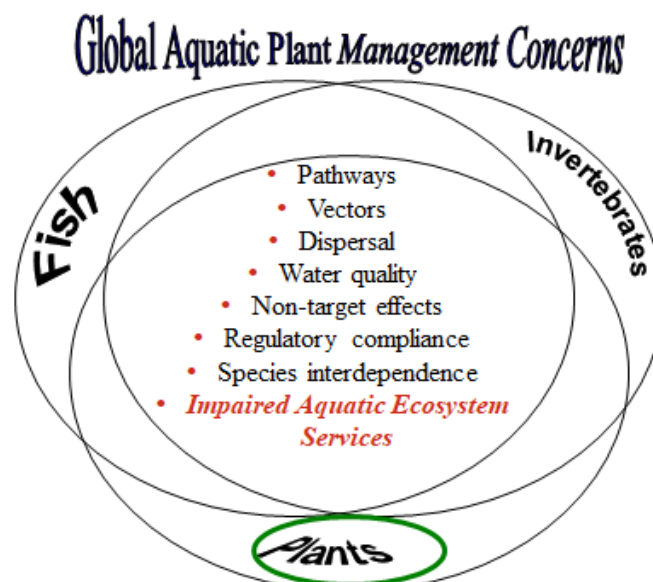 Global Aquatic Plant Management Concerns
Fish
Invertebrates
• Pathways
• Vectors
• Dispersal
• Water quality
• Non-target effects
• Regulatory compliance
• Species interdependence
• Impaired Aquatic Ecosystem
Services
Plants